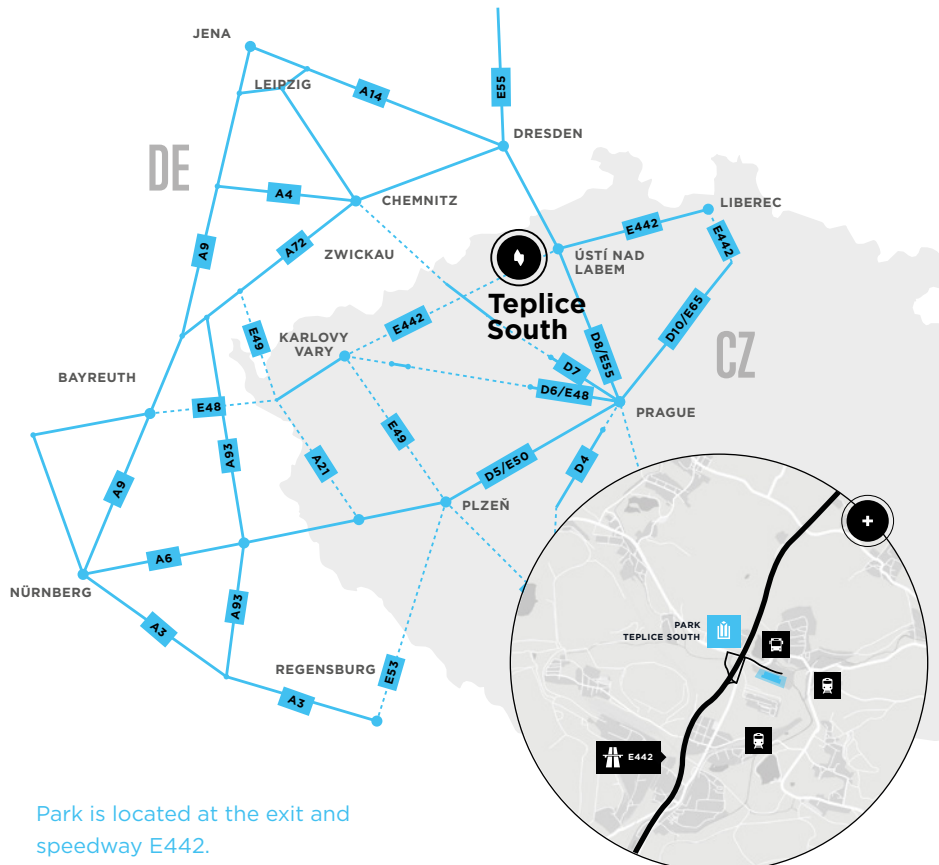 JENA
LEIPZIG
A14
E55
DRESDEN
DE
A4
CHEMNITZ
LIBEREC
E442
E442
A72
A9
ZWICKAU
ÚSTÍ NAD
LABEM
Teplice
South
D10/E65
E49
KARLOVY
VARY
E442
D8/E55
CZ
D7
BAYREUTH
D6/E48
E48
PRAGUE
E49
A93
A21
D5/E50
D4
A9
PLZEŇ
A6
NÜRNBERG
A93
A3
REGENSBURG
E53
A3
PARK
TEPLICE SOUTH
E442
Park is located at the exit and
speedway E442.